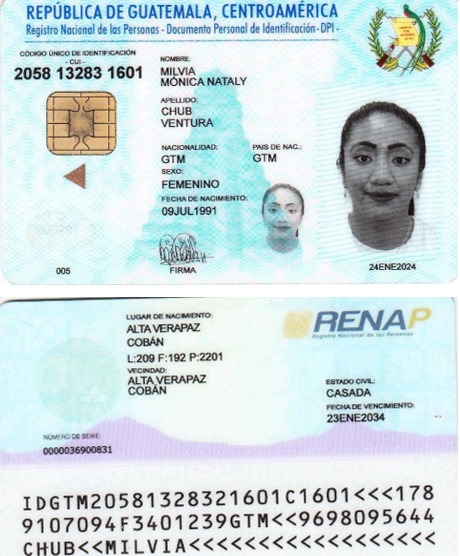 REPÚBLICA DE GUATEMALA, CENTROAMÉRICA
Registro Nacional de las Personas - Documento Personal de Identificación -DPI -
CÓDIGO ÚNICO DE IDENTIFICACIÓN
- CUI -
2058 13283 1601
NOMBRE:
MILVIA
MÓNICA NATALY
APELLIDO:
CHUB
VENTURA
NACIONALIDAD: PAIS DE NAC.:
GTM GTM
SEXO:
FEMENINO
FECHA DE NACIMIENTO:
09JUL1991
005
FIRMA
24ENE2024
LUGAR DE NACIMIENTO:
ALTA VERAPAZ
COBÁN
L:209 F:192 P:2201
VECINDAD:
ALTA VERAPAZ
COBÁN
RENAP
Registro Nacional de las Personas
ESTADO CIVIL:
CASADA
FECHA DE VENCIMIENTO:
23ENE2034
NÚMERO DE SERIE:
0000036900831
IDGTM20581328321601C1601<<<178
9107094F3401239GTM<<9698095644
CHUB<<MILVIA<<<<<<<<<<<<<<<<<<